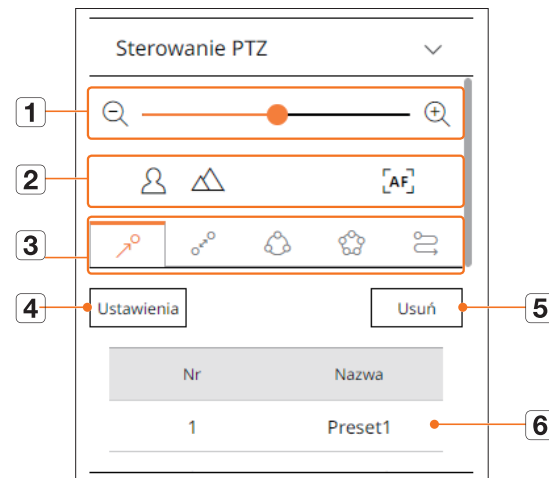 Sterowanie PTZ
1
2
AF
3
4
Ustawienia
Usuń
5
Nr Nazwa
1 Preset1
6